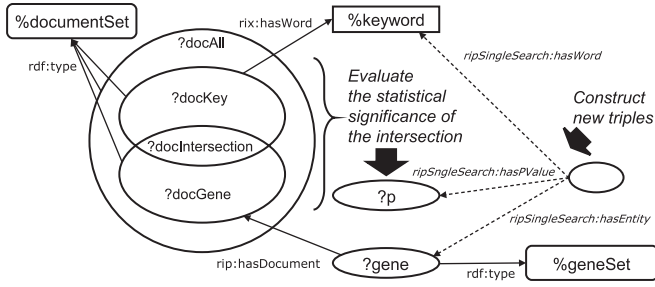 %documentSet
rix:hasWord
%keyword
?docAll
rdf:type
ripSingleSearch:hasWord
?docKey
Evaluate
the statistical
significance of
the intersection
Construct
new triples
?docIntersection
ripSngleSearch:hasPValue
?docGene
?p
ripSingleSearch:hasEntity
rip:hasDocument
?gene
rdf:type
%geneSet